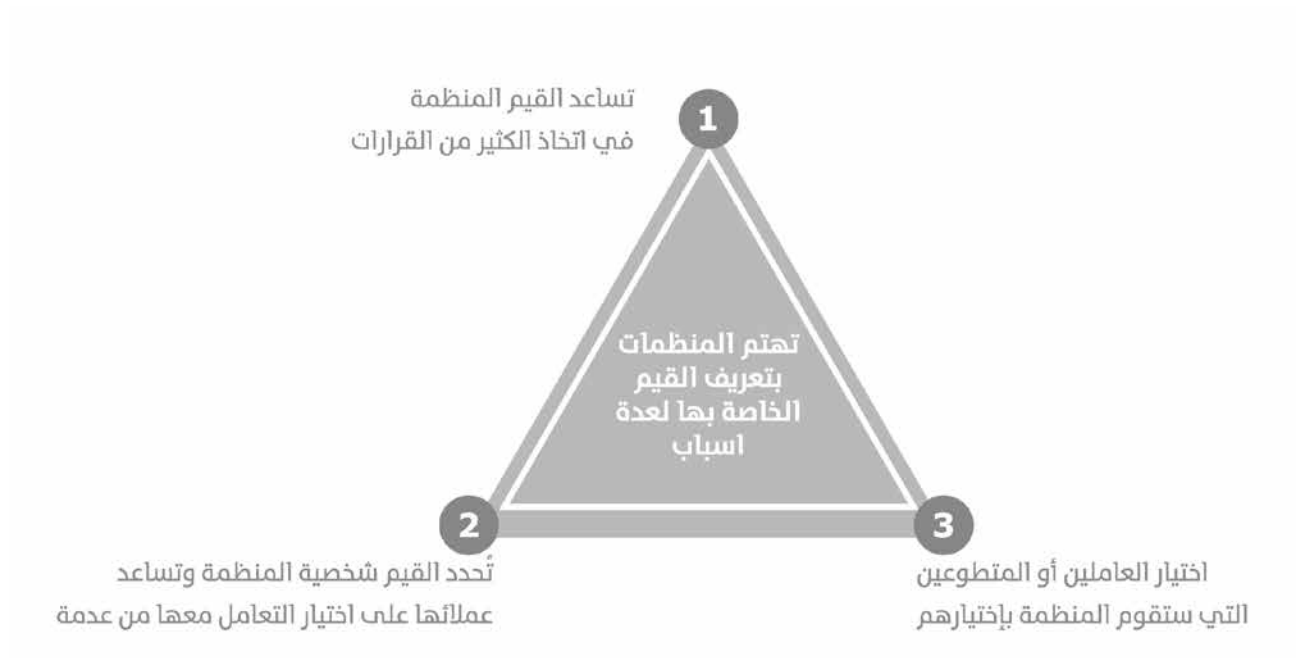 1
تساعد القيم المنظمة
في اتخاذ الكثير من القرارات
تهتم المنظمات
بتعريف القيم
الخاصة بها لعدة
اسباب
2
تُحدد القيم شخصية المنظمة وتساعد
عملائها على اختيار التعامل معها من عدمة
3
اختيار العاملين أو المتطوعين
التي ستقوم المنظمة بإختيارهم